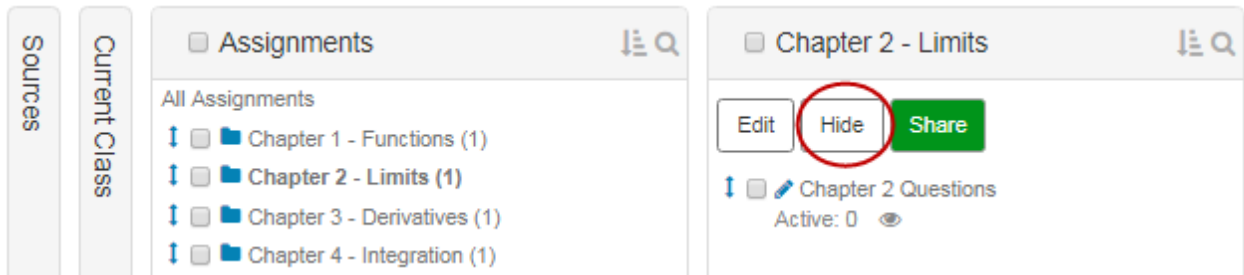 Sources
Current Class
Assignments
All Assignments
Chapter 1 - Functions (1)
Chapter 2 - Limits (1)
Chapter 3 - Derivatives (1)
Chapter 4 - Integration (1)
Chapter 2 - Limits
Edit Hide Share
Chapter 2 Questions
Active: 0